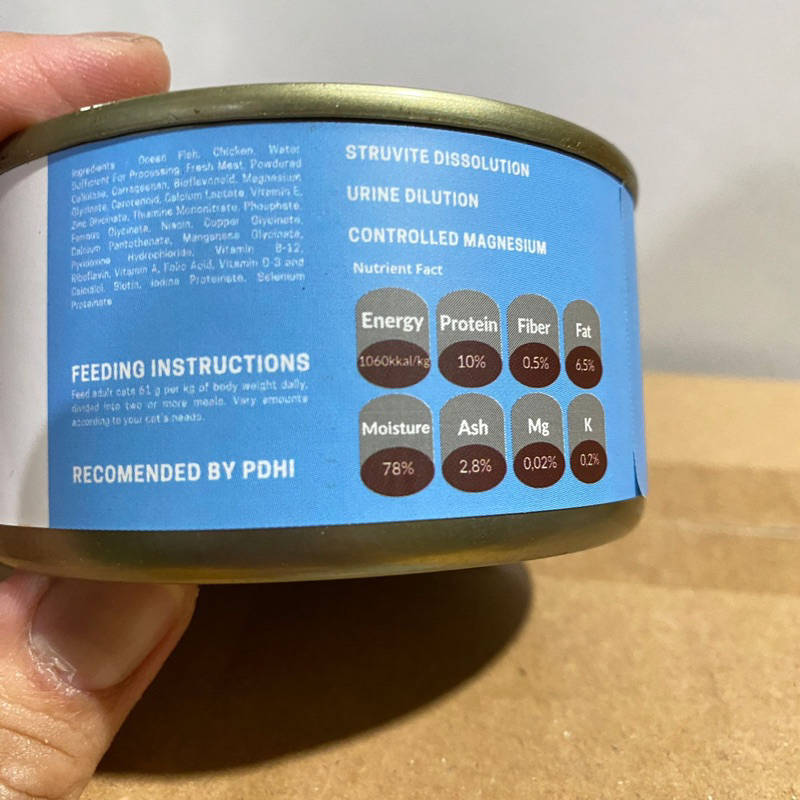 Ingredients : Ocean Fish, Chicken, Water
Sufficient For Processing, Fresh Meat, Powdered
Cellulose, Carrageenan, Bioflavonoid, Magnesium
Glycinate, Carotenoid, Calcium Lactate, Vitamin E,
Zinc Glycinate, Thiamine Mononitrate, Phosphate,
Glycinate, Niacin, Copper Glycinate,
Calcium Pantothenate, Manganese Glycinate,
Pyridoxine Hydrochloride, Vitamin B-12,
Riboflavin, Vitamin A, Folic Acid, Vitamin D-3 and
Biotin, Iodine Proteinate, Selenium
Proteinate
FEEDING INSTRUCTIONS
Feed adult cats 61 g per kg of body weight daily,
divided into two or more meals. Vary amounts
according to your cat's needs.
RECOMENDED BY PDHI
STRUVITE DISSOLUTION
URINE DILUTION
CONTROLLED MAGNESIUM
Nutrient Fact
Energy Protein Fiber Fat
1060kkal/kg 10% 0.5% 6.5%
Moisture Ash Mg K
78% 2,8% 0,02% 0,2%